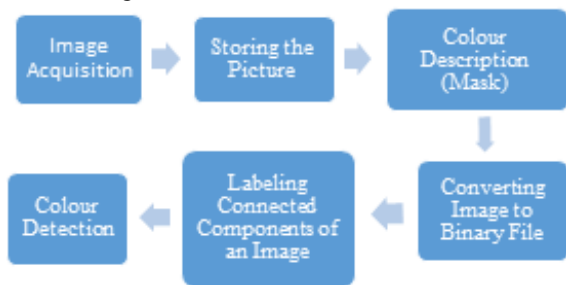 Image
Acquisition
Storing the
Picture
Colour
Description
(Mask)
Converting
Image to
Binary File
Labeling
Connected
Components of
an Image
Colour
Detection